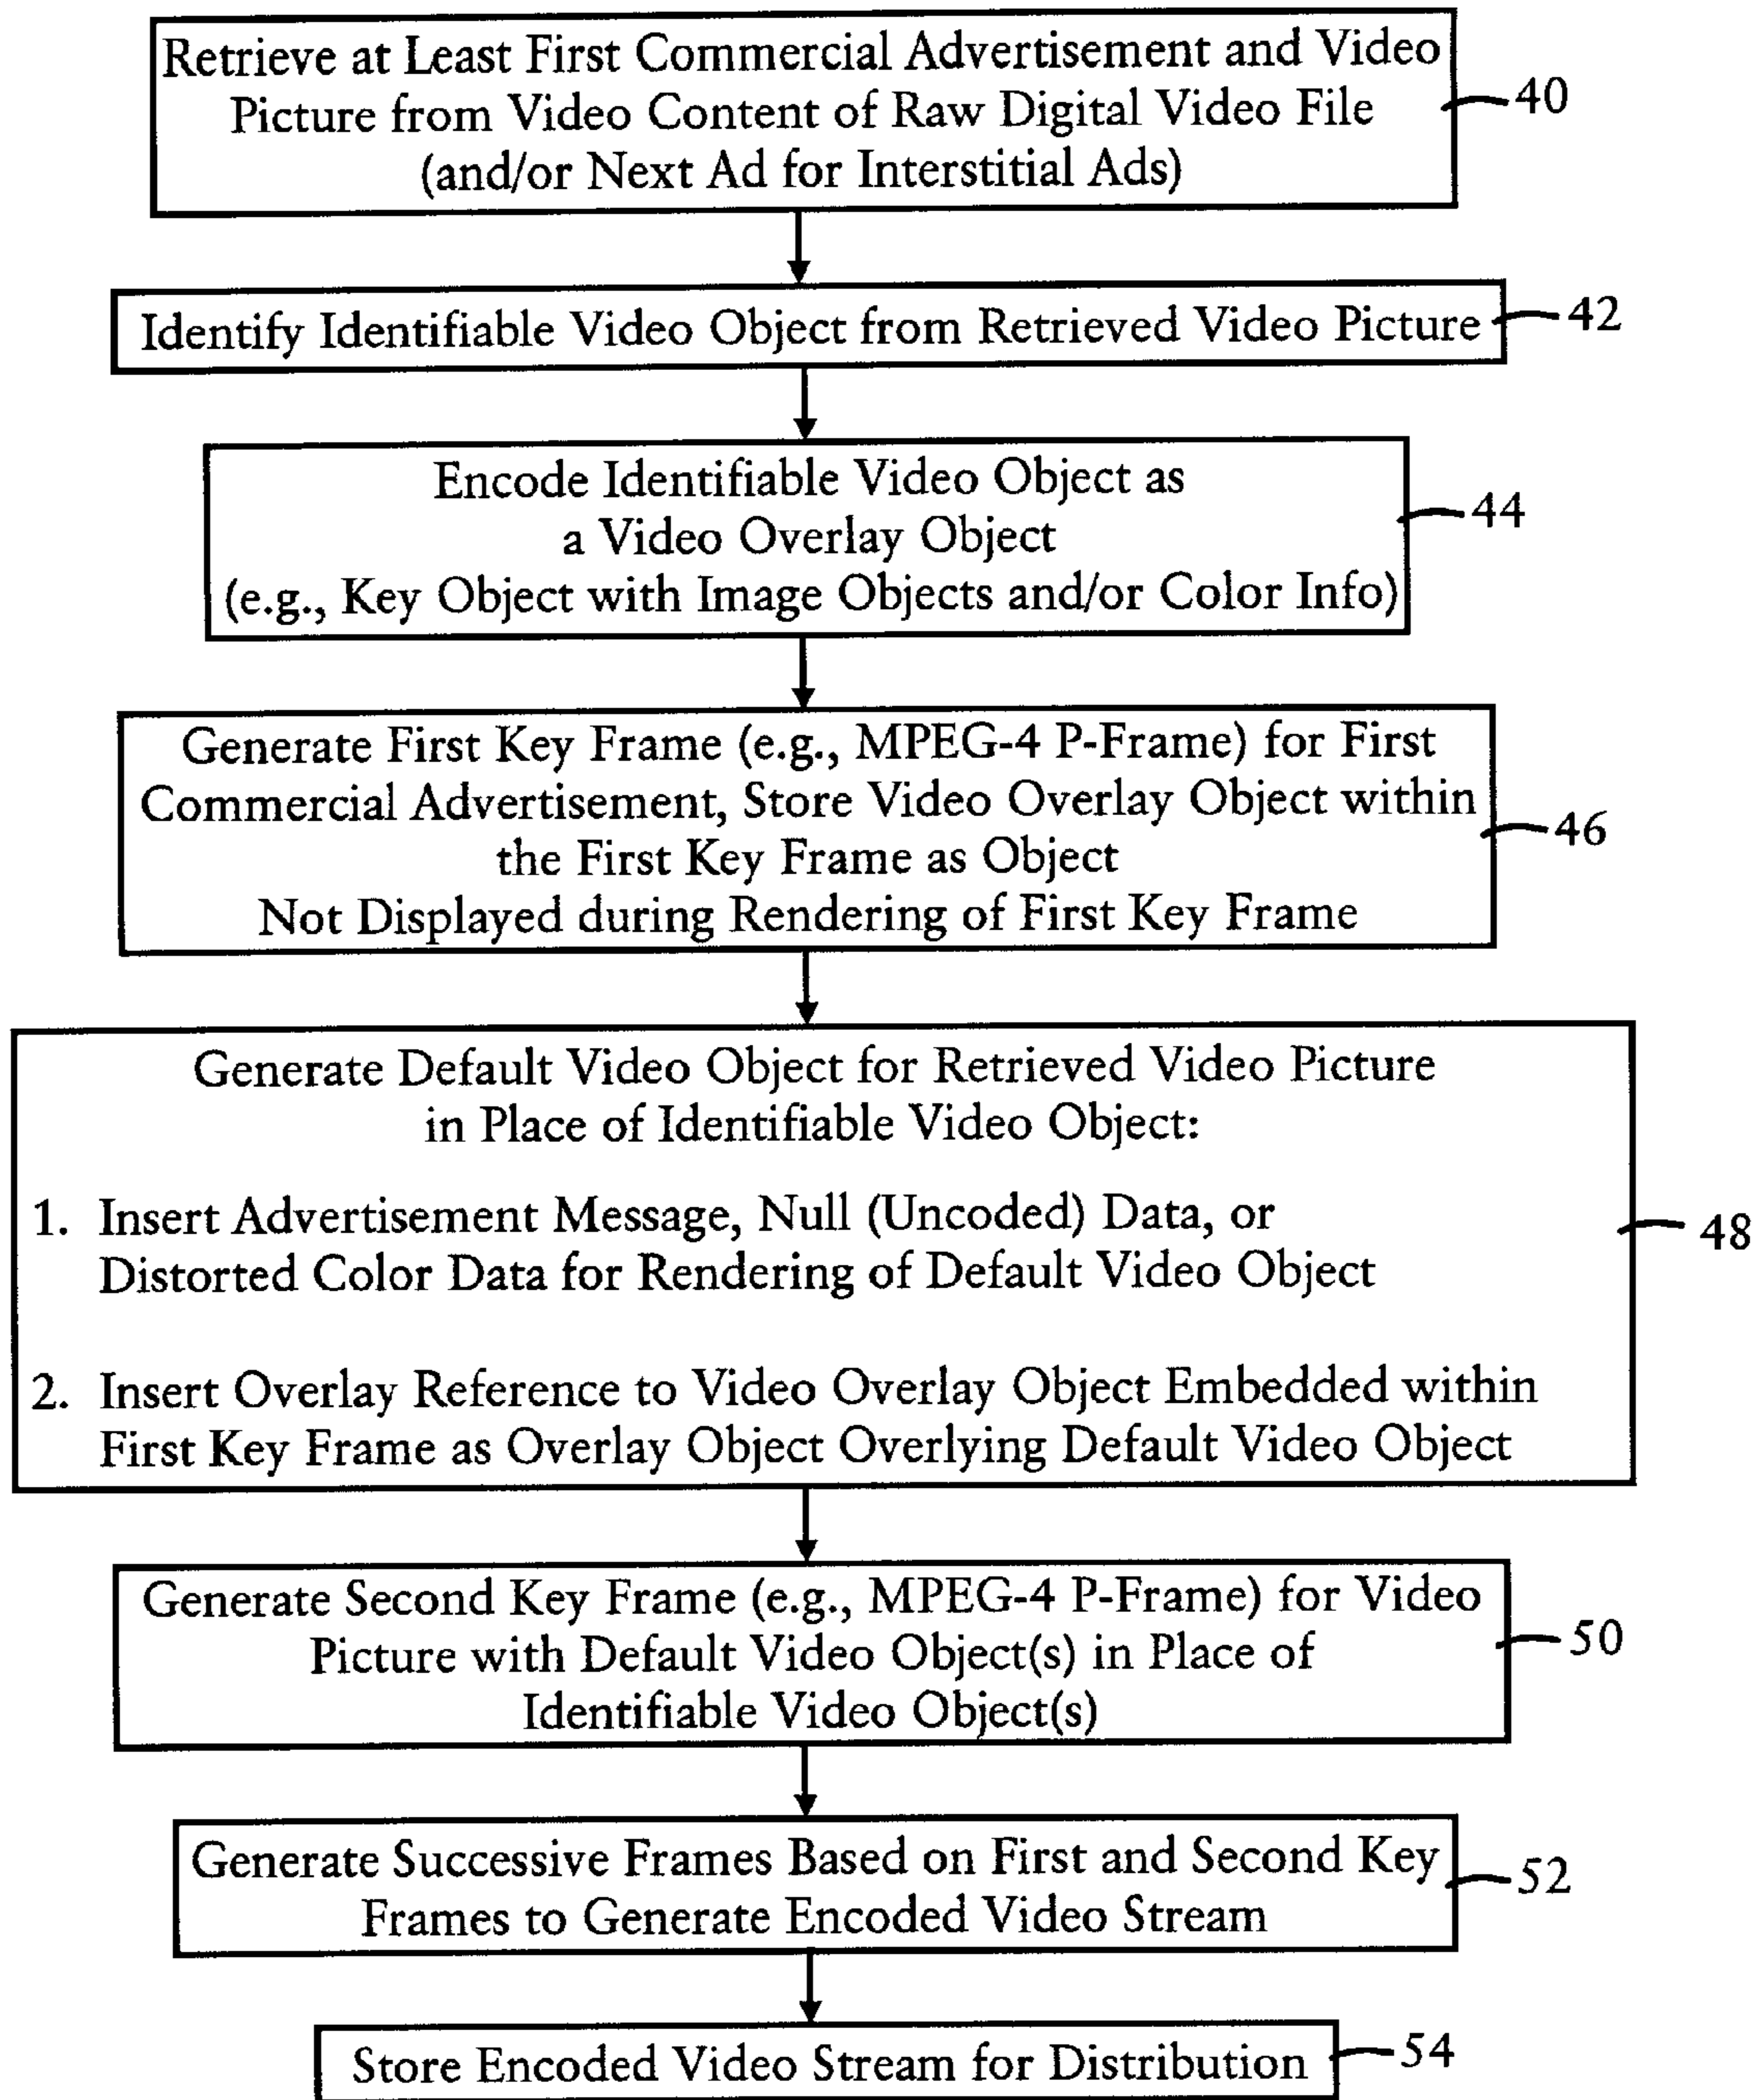 Retrieve at Least First Commercial Advertisement and Video
Picture from Video Content of Raw Digital Video File
(and/or Next Ad for Interstitial Ads)
40
Identify Identifiable Video Object from Retrieved Video Picture
42
Encode Identifiable Video Object as
a Video Overlay Object
(e.g., Key Object with Image Objects and/or Color Info)
44
Generate First Key Frame (e.g., MPEG-4 P-Frame) for First
Commercial Advertisement, Store Video Overlay Object within
the First Key Frame as Object
Not Displayed during Rendering of First Key Frame
46
Generate Default Video Object for Retrieved Video Picture
in Place of Identifiable Video Object:
1. Insert Advertisement Message, Null (Uncoded) Data, or
Distorted Color Data for Rendering of Default Video Object
2. Insert Overlay Reference to Video Overlay Object Embedded within
First Key Frame as Overlay Object Overlying Default Video Object
48
Generate Second Key Frame (e.g., MPEG-4 P-Frame) for Video
Picture with Default Video Object(s) in Place of
Identifiable Video Object(s)
50
Generate Successive Frames Based on First and Second Key
Frames to Generate Encoded Video Stream
52
Store Encoded Video Stream for Distribution
54